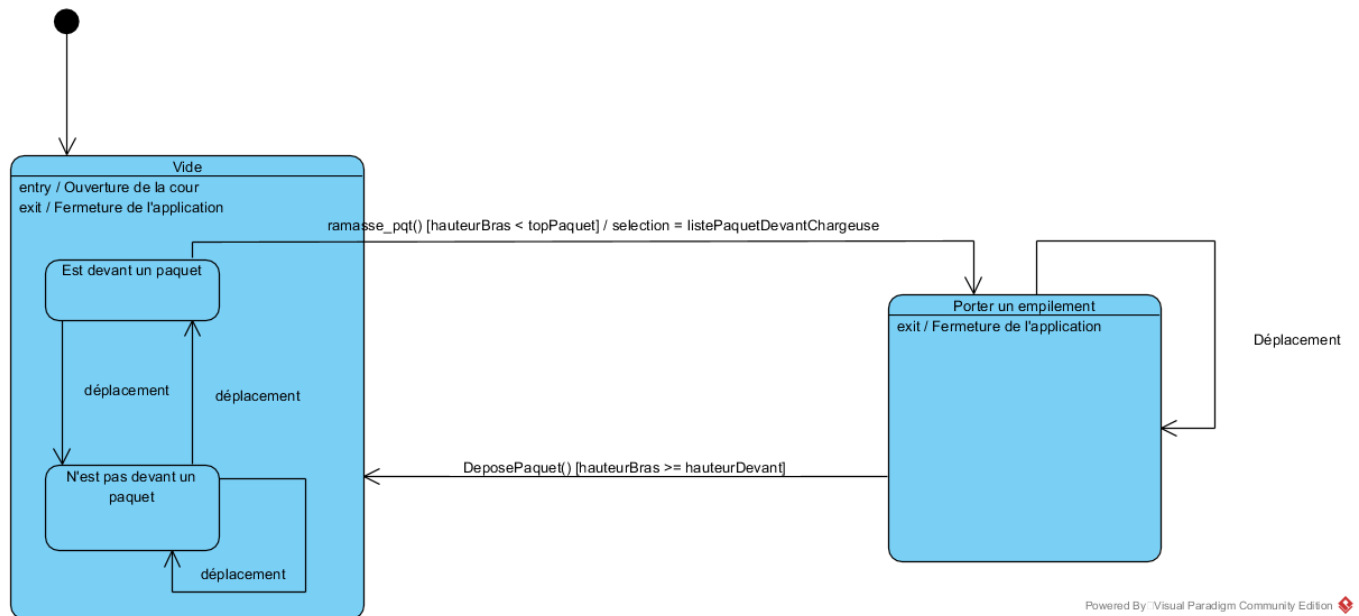 Vide
entry / Ouverture de la cour
exit / Fermeture de l'application
ramasse_pqt() [hauteurBras < topPaquet] / selection = listePaquetDevantChargeuse
Est devant un paquet
Porter un empilement
exit / Fermeture de l'application
Déplacement
déplacement
déplacement
DeposePaquet() [hauteurBras >= hauteurDevant]
N'est pas devant un
paquet
déplacement
Powered By Visual Paradigm Community Edition